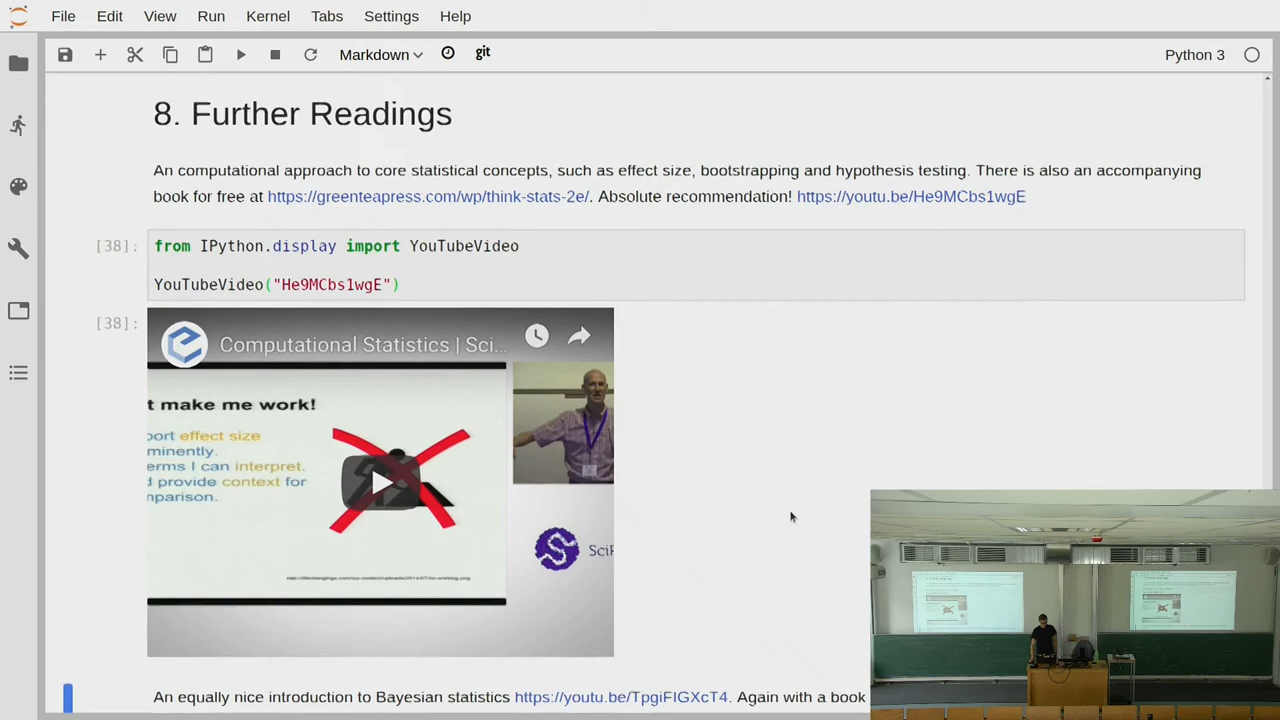 File Edit View Run Kernel Tabs Settings Help
Markdown git Python 3
8. Further Readings
An computational approach to core statistical concepts, such as effect size, bootstrapping and hypothesis testing. There is also an accompanying
book for free at https://greenteapress.com/wp/think-stats-2e/. Absolute recommendation! https://youtu.be/He9MCbs1wgE
[38]: from IPython.display import YouTubeVideo
YouTubeVideo("He9MCbs1wgE")
[38]:
Computational Statistics | Sci...
t make me work!
port effect size
minently.
erms I can interpret.
d provide context for
mparison.
SciP
An equally nice introduction to Bayesian statistics https://youtu.be/TpgiFIGXcT4. Again with a book